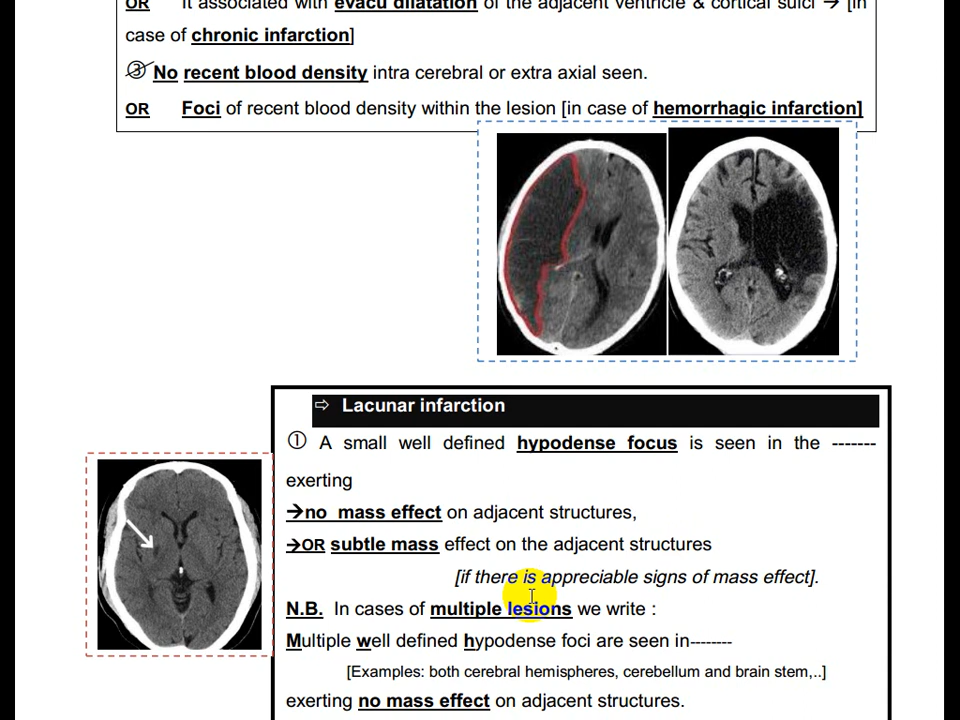 OR It associated with evacu dilatation of the adjacent ventricle & cortical sulci → [in
case of chronic infarction]
③ No recent blood density intra cerebral or extra axial seen.
OR Foci of recent blood density within the lesion [in case of hemorrhagic infarction]
⇨ Lacunar infarction
① A small well defined hypodense focus is seen in the -------
exerting
→no mass effect on adjacent structures,
→OR subtle mass effect on the adjacent structures
[if there is appreciable signs of mass effect].
N.B. In cases of multiple lesions we write :
Multiple well defined hypodense foci are seen in-------
[Examples: both cerebral hemispheres, cerebellum and brain stem,..]
exerting no mass effect on adjacent structures.